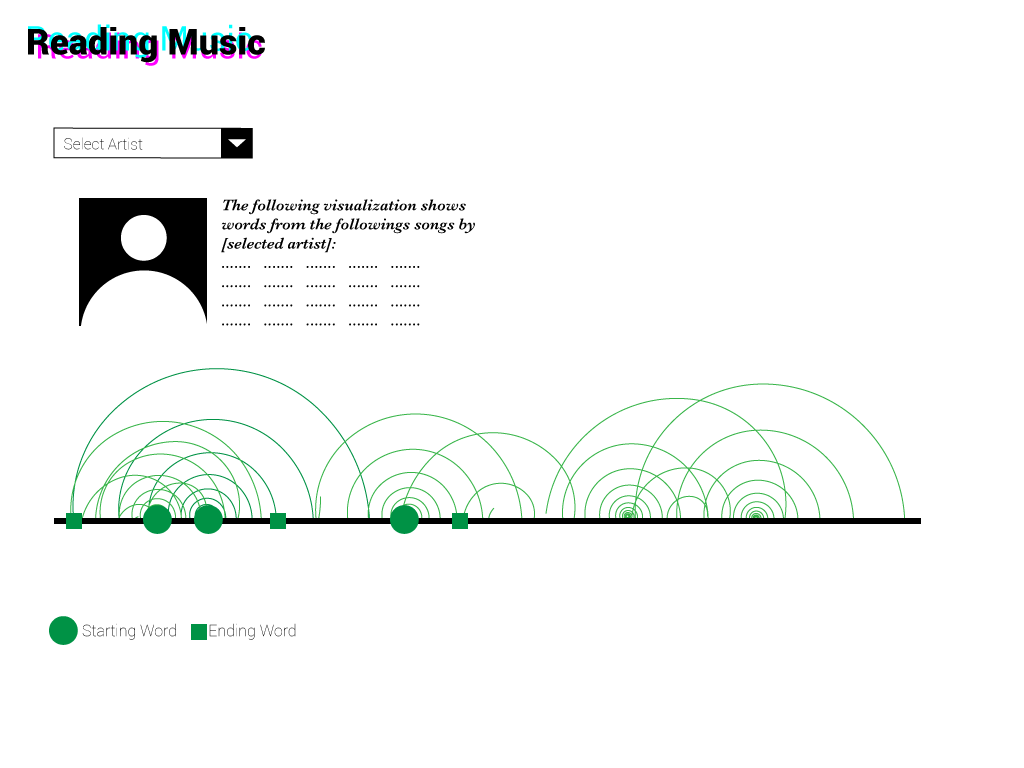 Reading Music
Select Artist
The following visualization shows
words from the followings songs by
[selected artist]:
....... ....... ....... ....... .......
....... ....... ....... ....... .......
....... ....... ....... ....... .......
....... ....... ....... ....... .......
Starting Word Ending Word